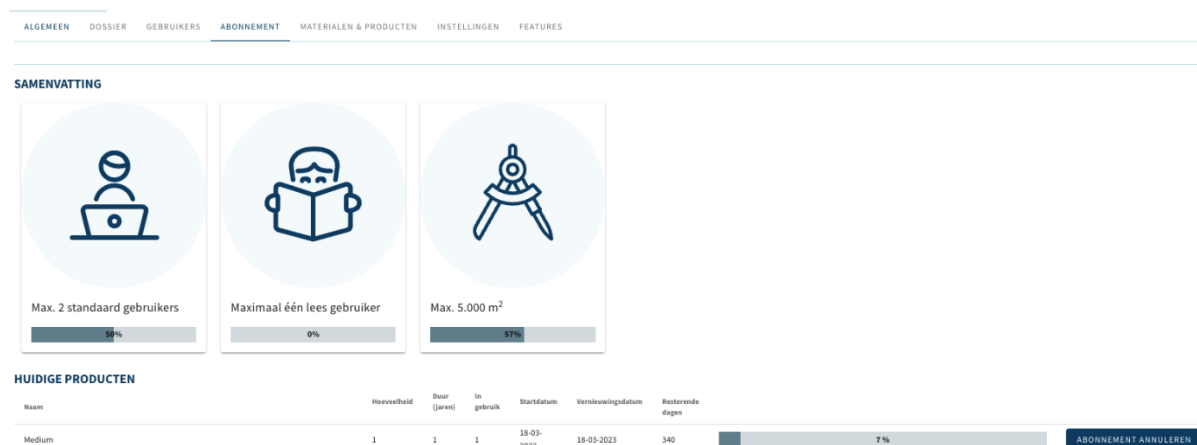 ALGEMEEN DOSSIER GEBRUIKERS ABONNEMENT MATERIALEN & PRODUCTEN INSTELLINGEN FEATURES
SAMENVATTING
Max. 2 standaard gebruikers
50%
Maximaal één lees gebruiker
0%
Max. 5.000 m²
57%
HUIDIGE PRODUCTEN
Naam Hoeveelheid Duur (jaren) In gebruik Startdatum Vernieuwingsdatum Resterende dagen
Medium 1 1 1 18-03- 18-03-2023 340 7 % ABONNEMENT ANNULEREN